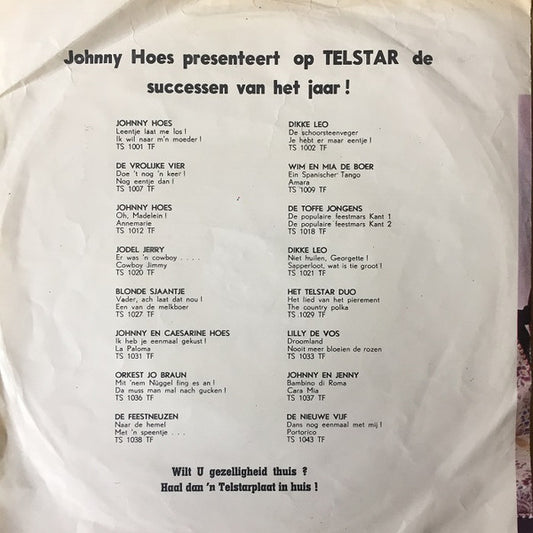 Johnny Hoes presenteert op TELSTAR de
successen van het jaar !
JOHNNY HOES
Leentje laat me los !
Ik wil naar m'n moeder !
TS 1001 TF
DE VROLIJKE VIER
Doe 't nog 'n keer !
Nog eentje dan !
TS 1007 TF
JOHNNY HOES
Oh, Madelein !
Annemarie
TS 1012 TF
JODEL JERRY
Er was 'n cowboy . . . .
Cowboy Jimmy
TS 1020 TF
BLONDE SJAANTJE
Vader, ach laat dat nou !
Een van de melkboer
TS 1027 TF
JOHNNY EN CAESARINE HOES
Ik heb je eenmaal gekust !
La Paloma
TS 1031 TF
ORKEST JO BRAUN
Mit 'nem Nüggel fing es an !
Da muss man mal nach gucken !
TS 1036 TF
DE FEESTNEUZEN
Naar de hemel
Met 'n speentje . . . .
TS 1038 TF
DIKKE LEO
De schoorsteenveger
Je hèbt er maar eentje !
TS 1002 TF
WIM EN MIA DE BOER
Ein Spanischer Tango
Amara
TS 1009 TF
DE TOFFE JONGENS
De populaire feestmars Kant 1
De populaire feestmars Kant 2
TS 1018 TF
DIKKE LEO
Niet huilen, Georgette !
Sapperloot, wat is tie groot !
TS 1021 TF
HET TELSTAR DUO
Het lied van het pierement
The country polka
TS 1029 TF
LILLY DE VOS
Droomland
Nooit meer bloeien de rozen
TS 1033 TF
JOHNNY EN JENNY
Bambino di Roma
Cara Mia
TS 1037 TF
DE NIEUWE VIJF
Dans nog eenmaal met mij !
Portorico
TS 1043 TF
Wilt U gezelligheid thuis ?
Haal dan 'n Telstarplaat in huis !